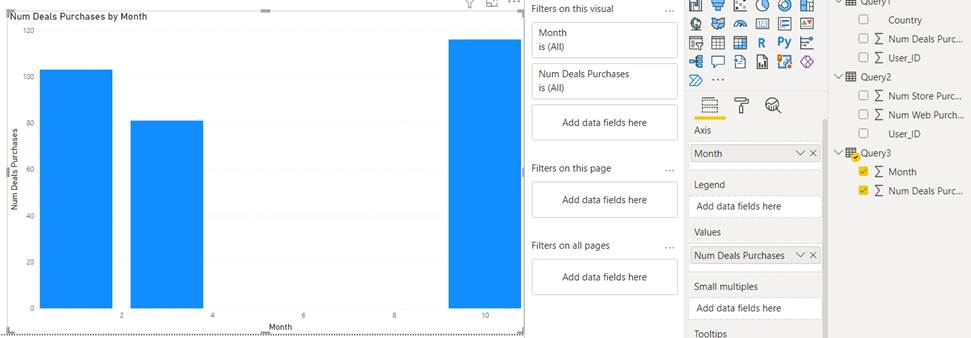 Num Deals Purchases by Month
120
100
80
60
40
20
0
Num Deals Purchases
2
4
6
8
10
Month
Filters on this visual
...
Month
is (All)
Num Deals Purchases
is (All)
Add data fields here
Filters on this page
...
Add data fields here
Filters on all pages
...
Add data fields here
R
Py
...
Axis
Month
Legend
Add data fields here
Values
Num Deals Purchases
Small multiples
Add data fields here
Tooltips
Query1
Country
Num Deals Purc...
User_ID
Query2
Num Store Purc...
Num Web Purch...
User_ID
Query3
Month
Num Deals Purc...